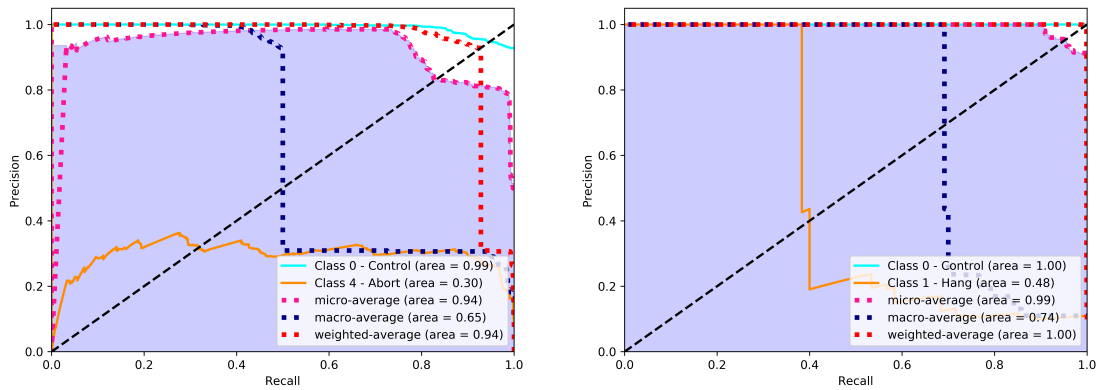 1.0
0.8
0.6
0.4
0.2
0.0
Precision
0.0 0.2 0.4 0.6 0.8 1.0
Recall
Class 0 - Control (area = 0.99)
Class 4 - Abort (area = 0.30)
micro-average (area = 0.94)
macro-average (area = 0.65)
weighted-average (area = 0.94)
1.0
0.8
0.6
0.4
0.2
0.0
Precision
0.0 0.2 0.4 0.6 0.8 1.0
Recall
Class 0 - Control (area = 1.00)
Class 1 - Hang (area = 0.48)
micro-average (area = 0.99)
macro-average (area = 0.74)
weighted-average (area = 1.00)